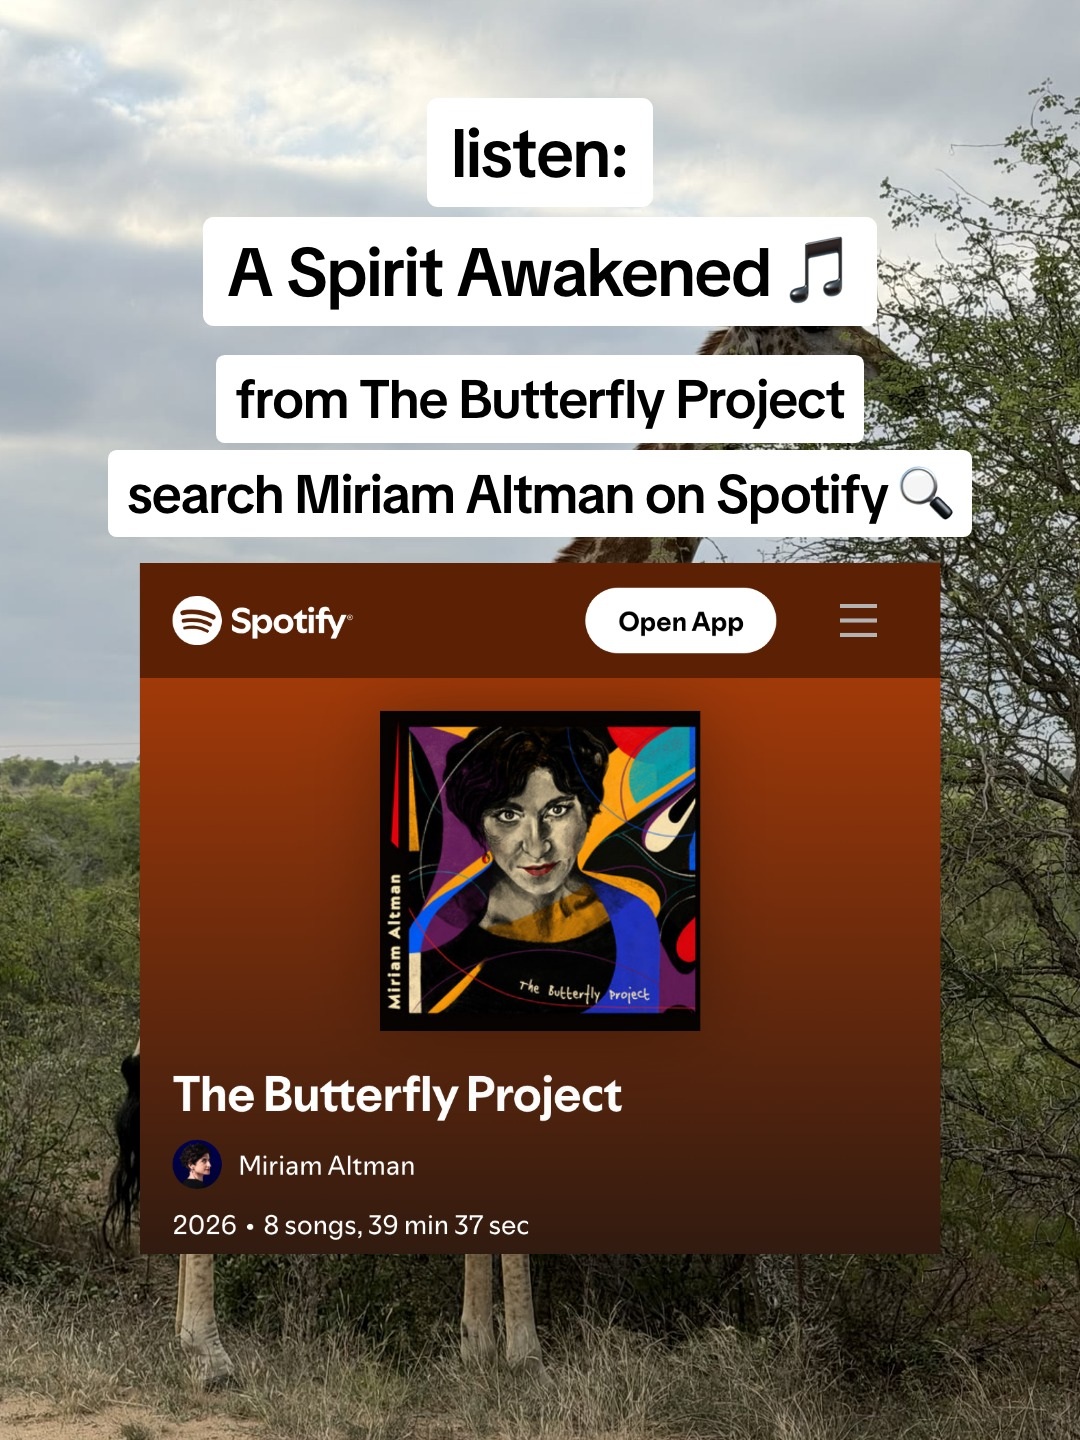 listen:
A Spirit Awakened 🎵
from The Butterfly Project
search Miriam Altman on Spotify 🔍
Spotify®
Open App
Miriam Altman
The Butterfly Project
The Butterfly Project
Miriam Altman
2026 • 8 songs, 39 min 37 sec